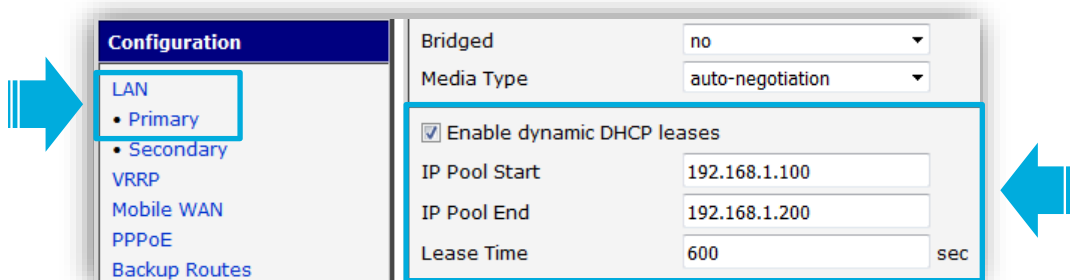 Configuration
LAN
• Primary
• Secondary
VRRP
Mobile WAN
PPPoE
Backup Routes
Bridged no
Media Type auto-negotiation
Enable dynamic DHCP leases
IP Pool Start 192.168.1.100
IP Pool End 192.168.1.200
Lease Time 600 sec